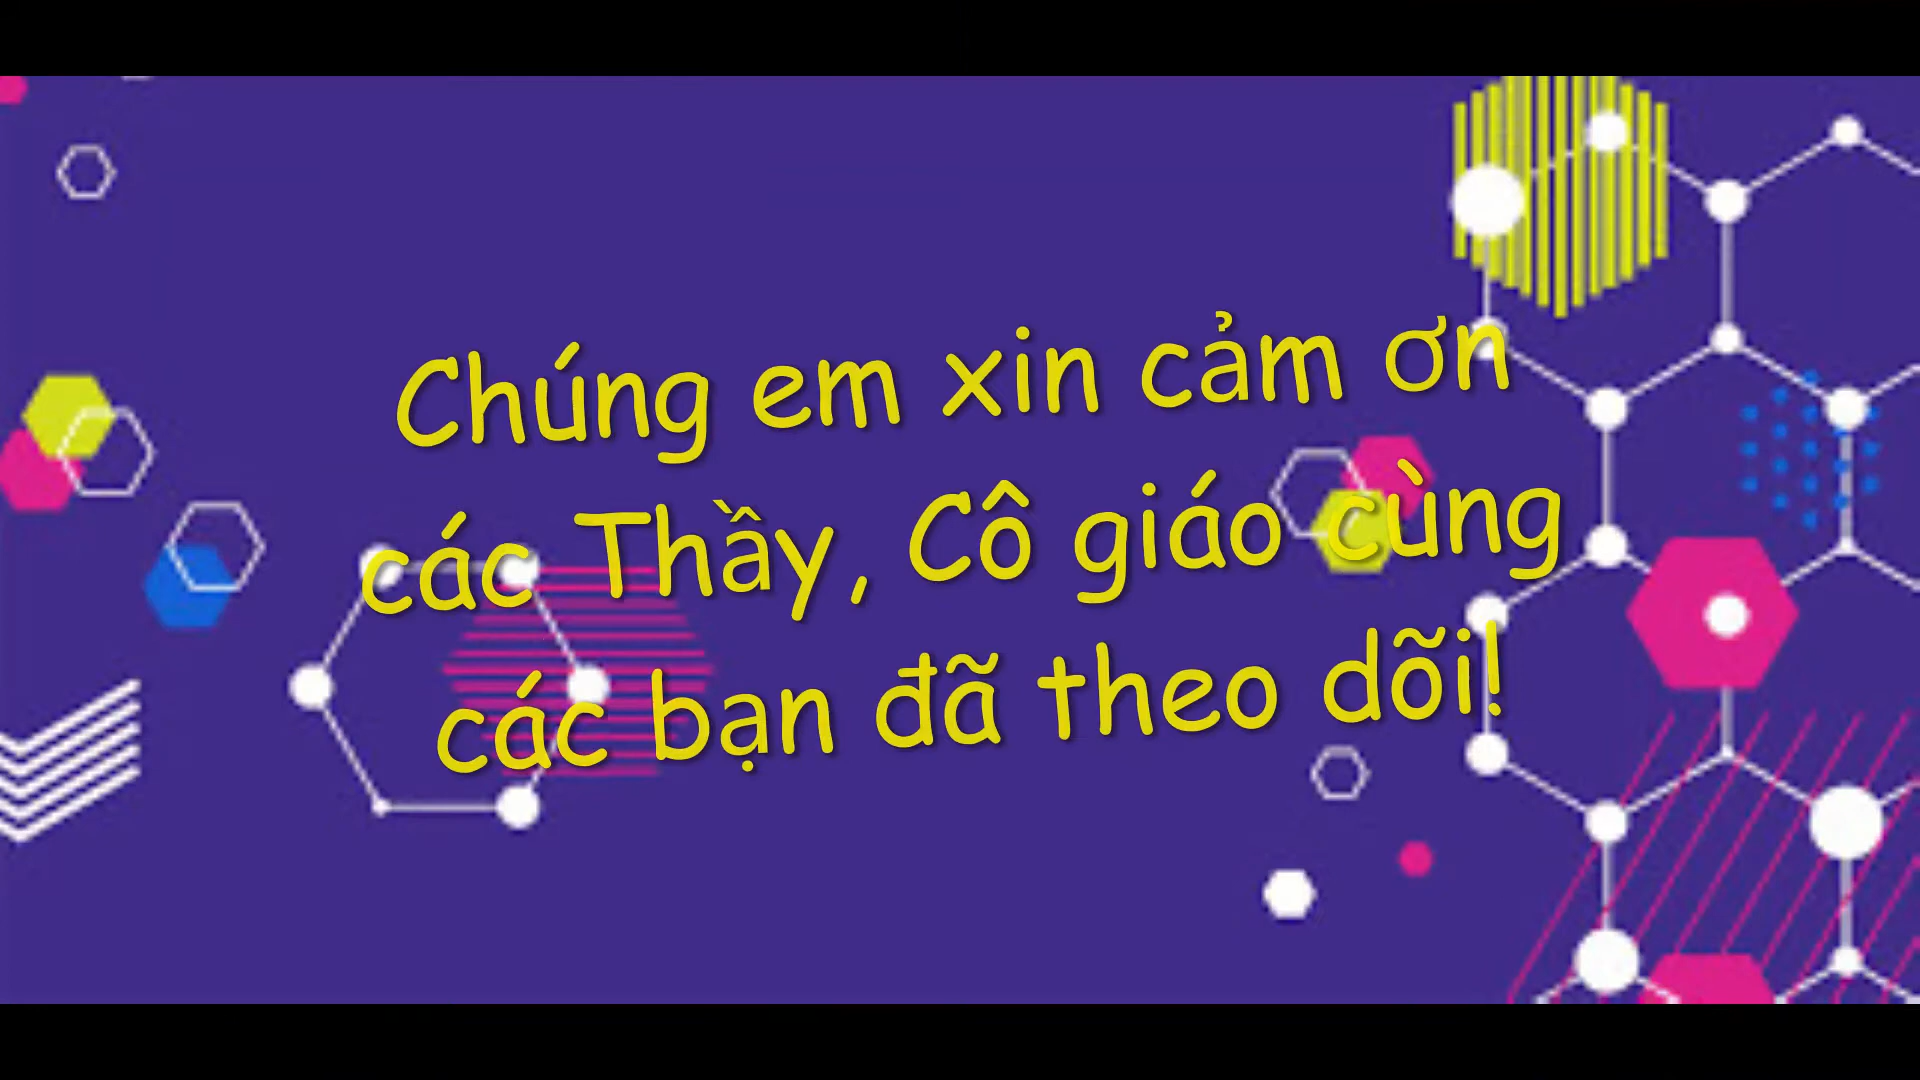 Chúng em xin cảm ơn
các Thầy, Cô giáo cùng
các bạn đã theo dõi!